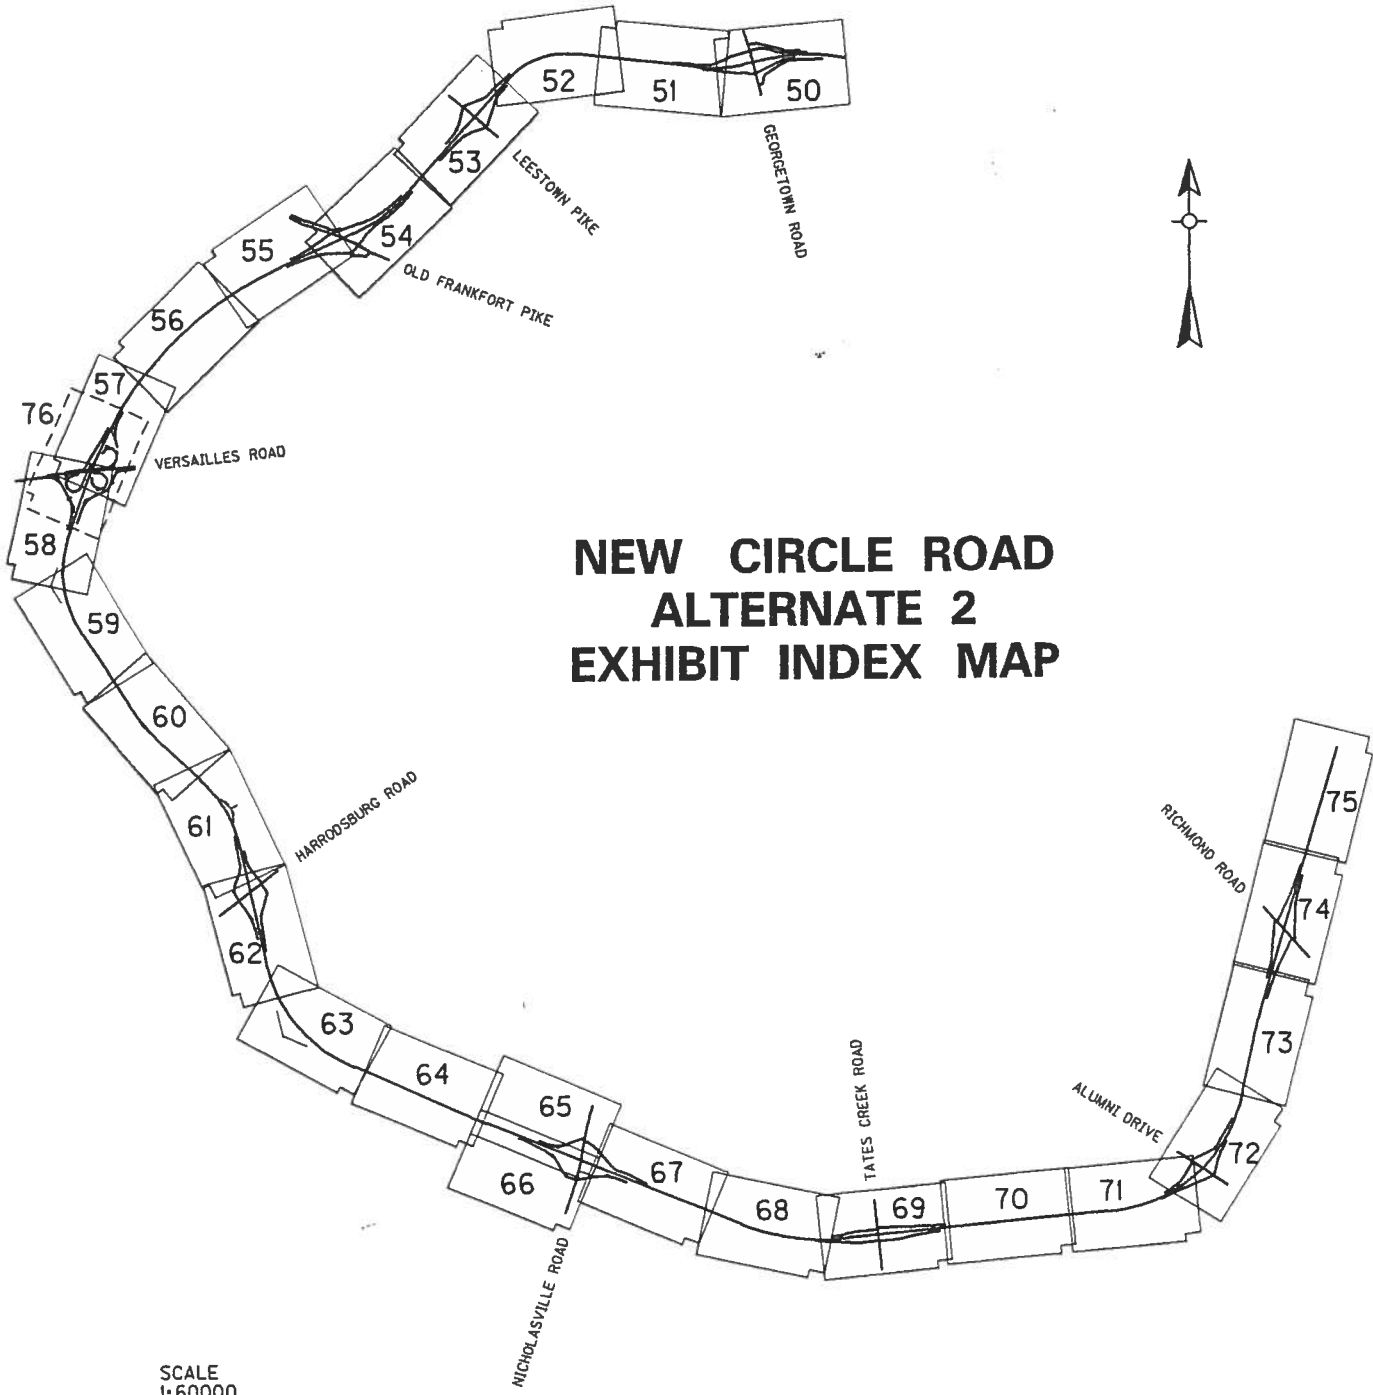 52
51
50
GEORGETOWN ROAD
53
LEESTOWN PIKE
54
55
OLD FRANKFORT PIKE
56
57
76
VERSAILLES ROAD
58
NEW CIRCLE ROAD
ALTERNATE 2
EXHIBIT INDEX MAP
59
60
61
HARRODSBURG ROAD
62
63
64
65
66
NICHOLASVILLE ROAD
67
68
TATES CREEK ROAD
69
70
71
ALUMNI DRIVE
72
73
RICHMOND ROAD
74
75
SCALE
1:60000